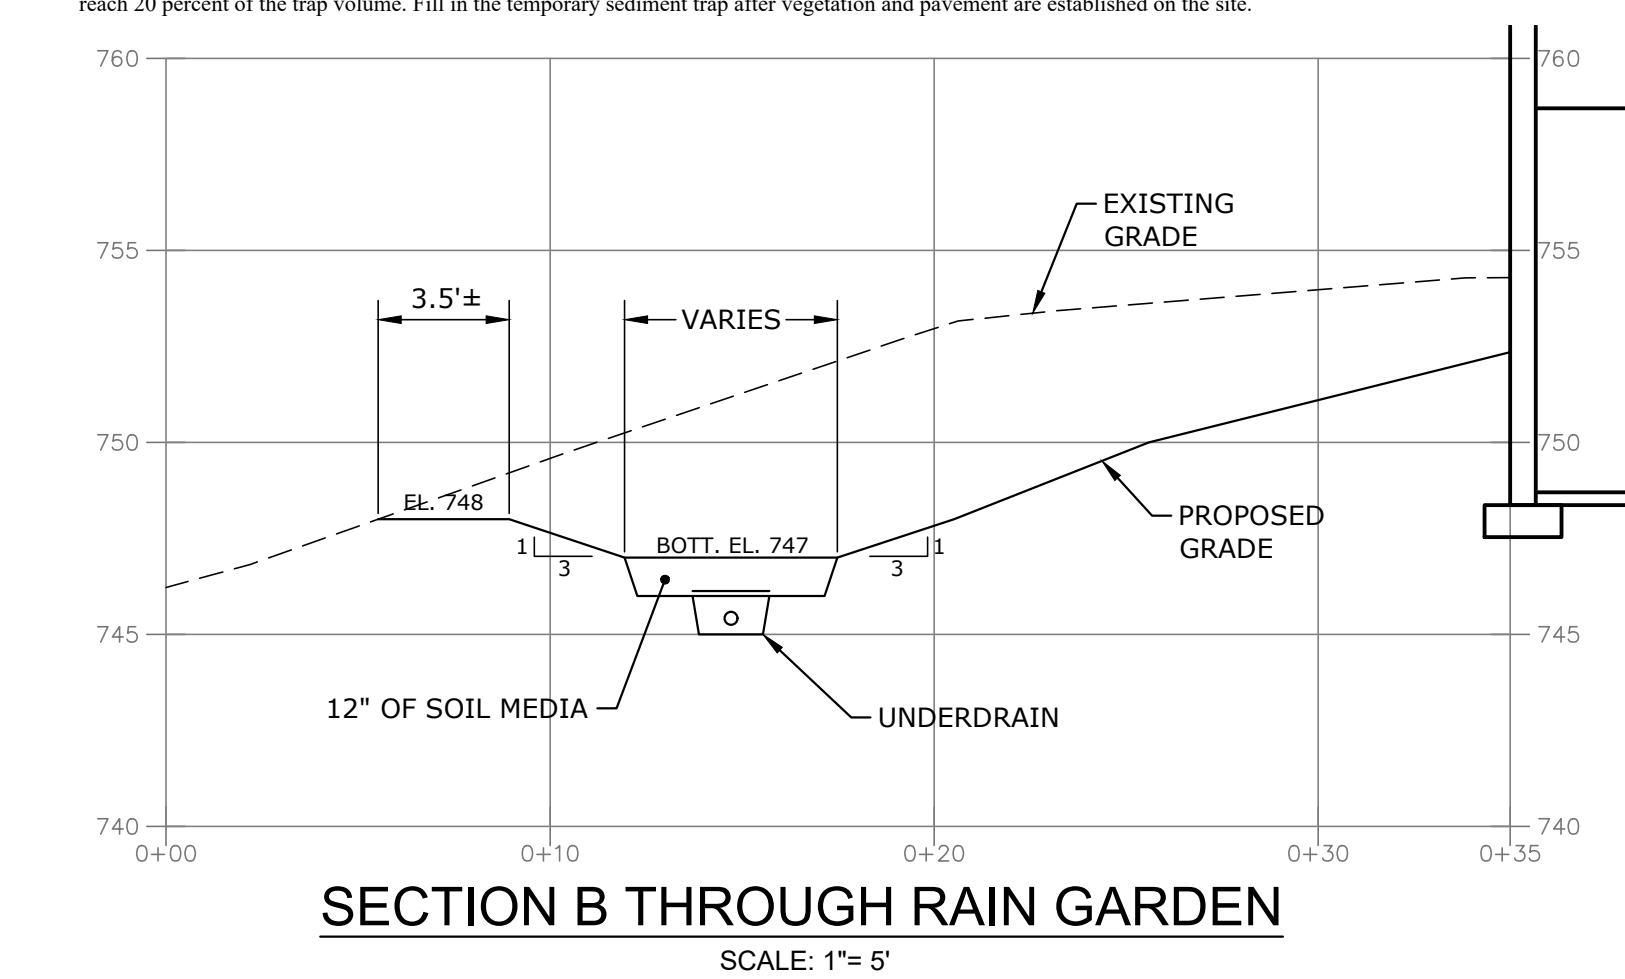 reach 20 percent of the trap volume. Fill in the temporary sediment trap after vegetation and pavement are established on the site.
760
760
EXISTING
GRADE
755
755
3.5'±
VARIES
750
750
EL. 748
PROPOSED
GRADE
1
3
BOTT. EL. 747
1
3
745
745
12" OF SOIL MEDIA
UNDERDRAIN
740
740
0+00
0+10
0+20
0+30
0+35
SECTION B THROUGH RAIN GARDEN
SCALE: 1"= 5'